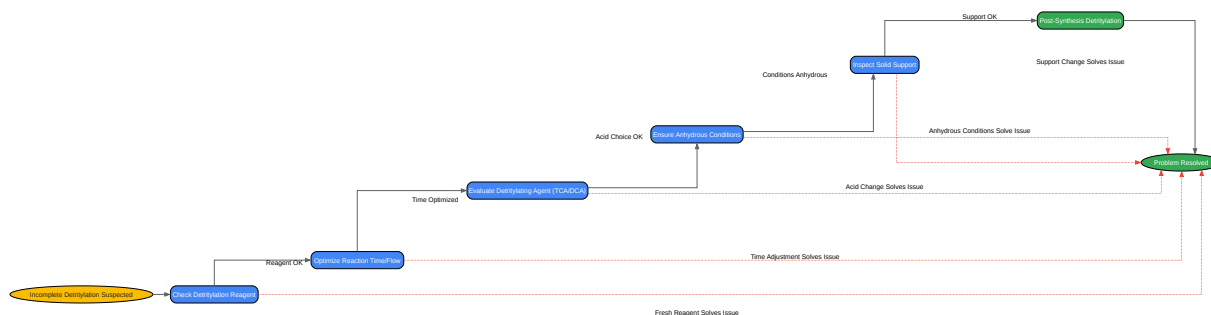 Support OK
Post-Synthesis Detritylation
Inspect Solid Support
Support Change Solves Issue
Conditions Anhydrous
Acid Choice OK
Ensure Anhydrous Conditions
Anhydrous Conditions Solve Issue
Problem Resolved
Evaluate Detritylating Agent (TCA/DCA)
Acid Change Solves Issue
Time Optimized
Reagent OK
Optimize Reaction Time/Flow
Time Adjustment Solves Issue
Incomplete Detritylation Suspected
Check Detritylation Reagent
Fresh Reagent Solves Issue